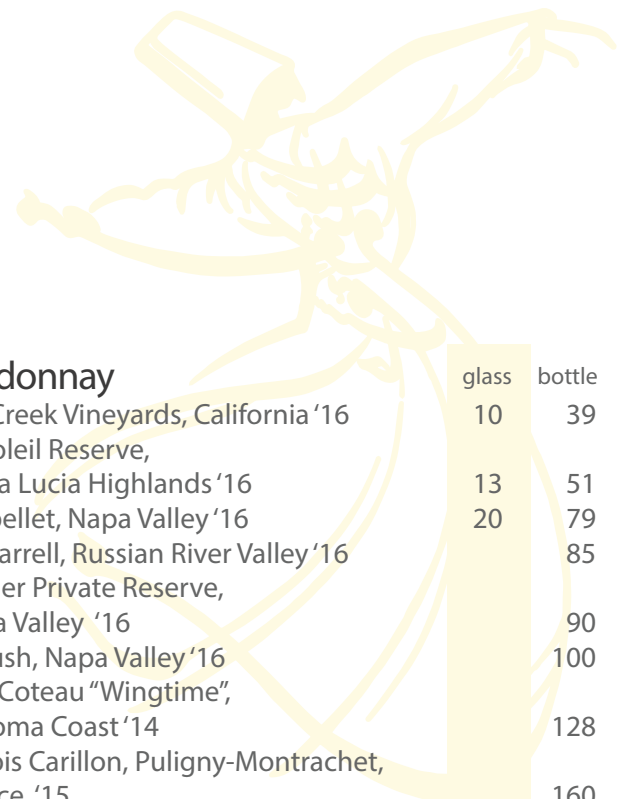 donnay glass bottle
Creek Vineyards, California ‘16 10 39
oleil Reserve,
a Lucia Highlands ‘16 13 51
pellet, Napa Valley ‘16 20 79
arrell, Russian River Valley ‘16 85
er Private Reserve,
a Valley ‘16 90
ush, Napa Valley ‘16 100
Coteau “Wingtime”,
oma Coast ‘14 128
ois Carillon, Puligny-Montrachet,
ce ‘15 160